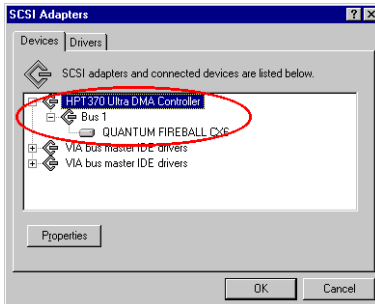 SCSI Adapters
Devices Drivers
SCSI adapters and connected devices are listed below.
HPT370 Ultra DMA Controller
Bus 1
QUANTUM FIREBALL CX6
VIA bus master IDE drivers
VIA bus master IDE drivers
Properties
OK Cancel